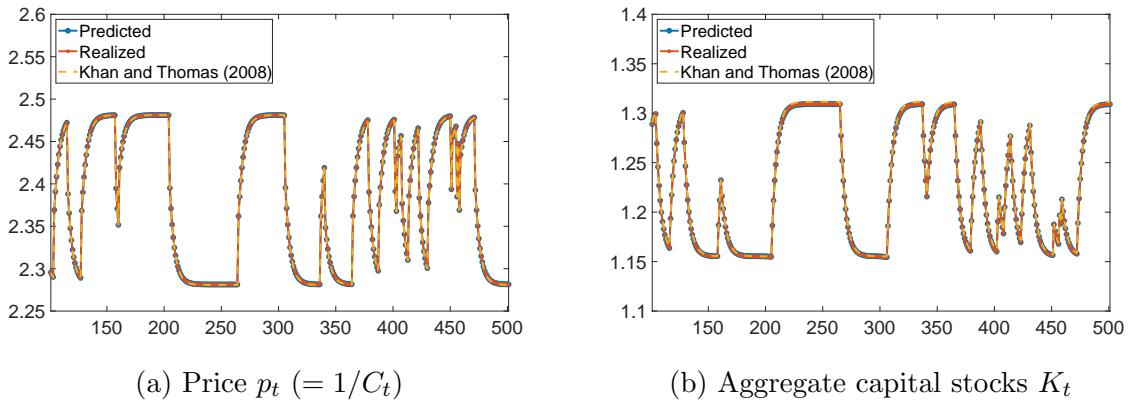 2.6
2.55
2.5
2.45
2.4
2.35
2.3
2.25
Predicted
Realized
Khan and Thomas (2008)
150 200 250 300 350 400 450 500
(a) Price p_t (= 1/C_t)
1.4
1.35
1.3
1.25
1.2
1.15
1.1
Predicted
Realized
Khan and Thomas (2008)
150 200 250 300 350 400 450 500
(b) Aggregate capital stocks K_t